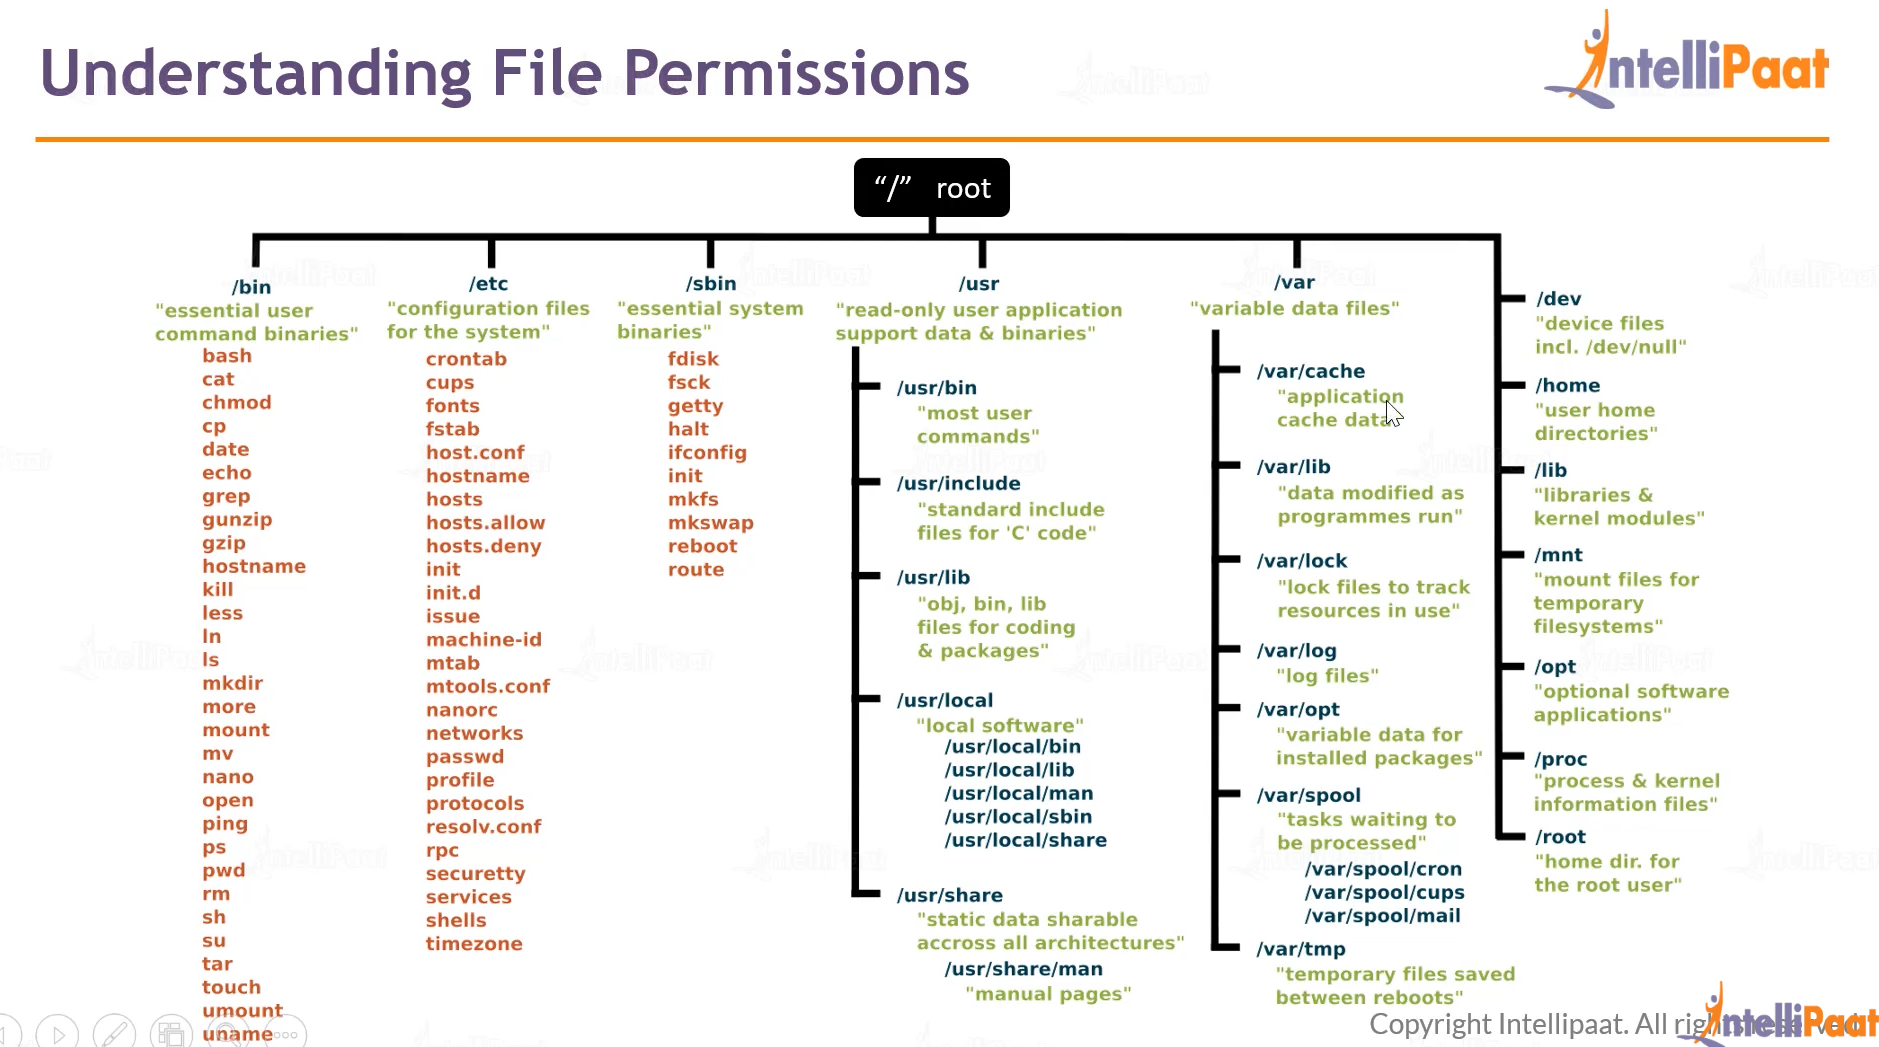 Understanding File Permissions
IntelliPaat
“/” root
/bin
"essential user
command binaries"
bash
cat
chmod
cp
date
echo
grep
gunzip
gzip
hostname
kill
less
ln
ls
mkdir
more
mount
mv
nano
open
ping
ps
pwd
rm
sh
su
tar
touch
umount
uname
/etc
"configuration files
for the system"
crontab
cups
fonts
fstab
host.conf
hostname
hosts
hosts.allow
hosts.deny
init
init.d
issue
machine-id
mtab
mtools.conf
nanorc
networks
passwd
profile
protocols
resolv.conf
rpc
securetty
services
shells
timezone
/sbin
"essential system
binaries"
fdisk
fsck
getty
halt
ifconfig
init
mkfs
mkswap
reboot
route
/usr
"read-only user application
support data & binaries"
/usr/bin
"most user
commands"
/usr/include
"standard include
files for 'C' code"
/usr/lib
"obj, bin, lib
files for coding
& packages"
/usr/local
"local software"
/usr/local/bin
/usr/local/lib
/usr/local/man
/usr/local/sbin
/usr/local/share
/usr/share
"static data sharable
accross all architectures"
/usr/share/man
"manual pages"
/var
"variable data files"
/var/cache
"application
cache data"
/var/lib
"data modified as
programmes run"
/var/lock
"lock files to track
resources in use"
/var/log
"log files"
/var/opt
"variable data for
installed packages"
/var/spool
"tasks waiting to
be processed"
/var/spool/cron
/var/spool/cups
/var/spool/mail
/var/tmp
"temporary files saved
between reboots"
/dev
"device files
incl. /dev/null"
/home
"user home
directories"
/lib
"libraries &
kernel modules"
/mnt
"mount files for
temporary
filesystems"
/opt
"optional software
applications"
/proc
"process & kernel
information files"
/root
"home dir. for
the root user"
Copyright Intellipaat. All rights reserved.
IntelliPaat